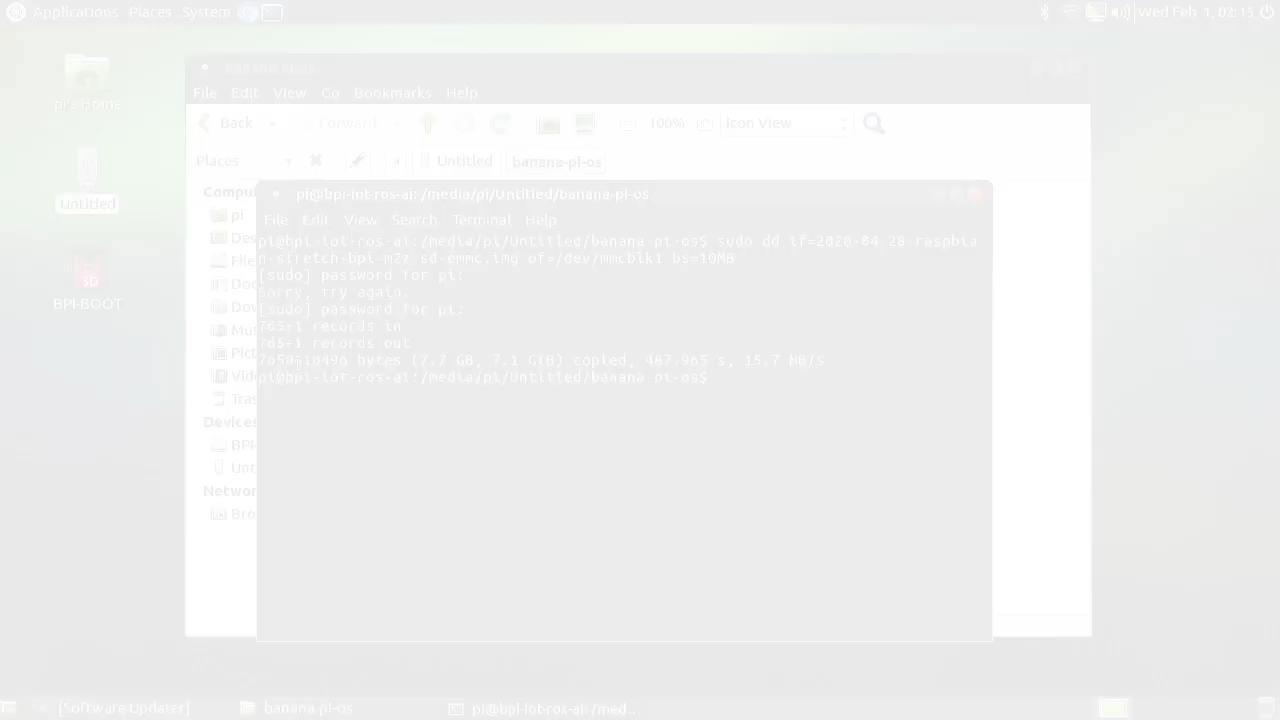 Applications Places System
Wed Feb 1, 02:15
pi's Home
Untitled
BPI-BOOT
File Edit View Go Bookmarks Help
Back Forward 100% Icon View
Places Untitled banana-pi-os
pi
pi@bpi-iot-ros-ai: /media/pi/Untitled/banana-pi-os
File Edit View Search Terminal Help
pi@bpi-iot-ros-ai:/media/pi/Untitled/banana-pi-os$ sudo dd if=2020-04-28-raspbia
n-stretch-bpi-m2z-sd-emmc.img of=/dev/mmcblk1 bs=10MB
[sudo] password for pi:
Sorry, try again.
[sudo] password for pi:
765+1 records in
765+1 records out
bytes (7.7 GB, 7.1 GiB) copied, 487.965 s, 15.7 MB/s
pi@bpi-iot-ros-ai:/media/pi/Untitled/banana-pi-os$
Devices
[Software Updater] banana-pi-os pi@bpi-iot-ros-ai: /med...